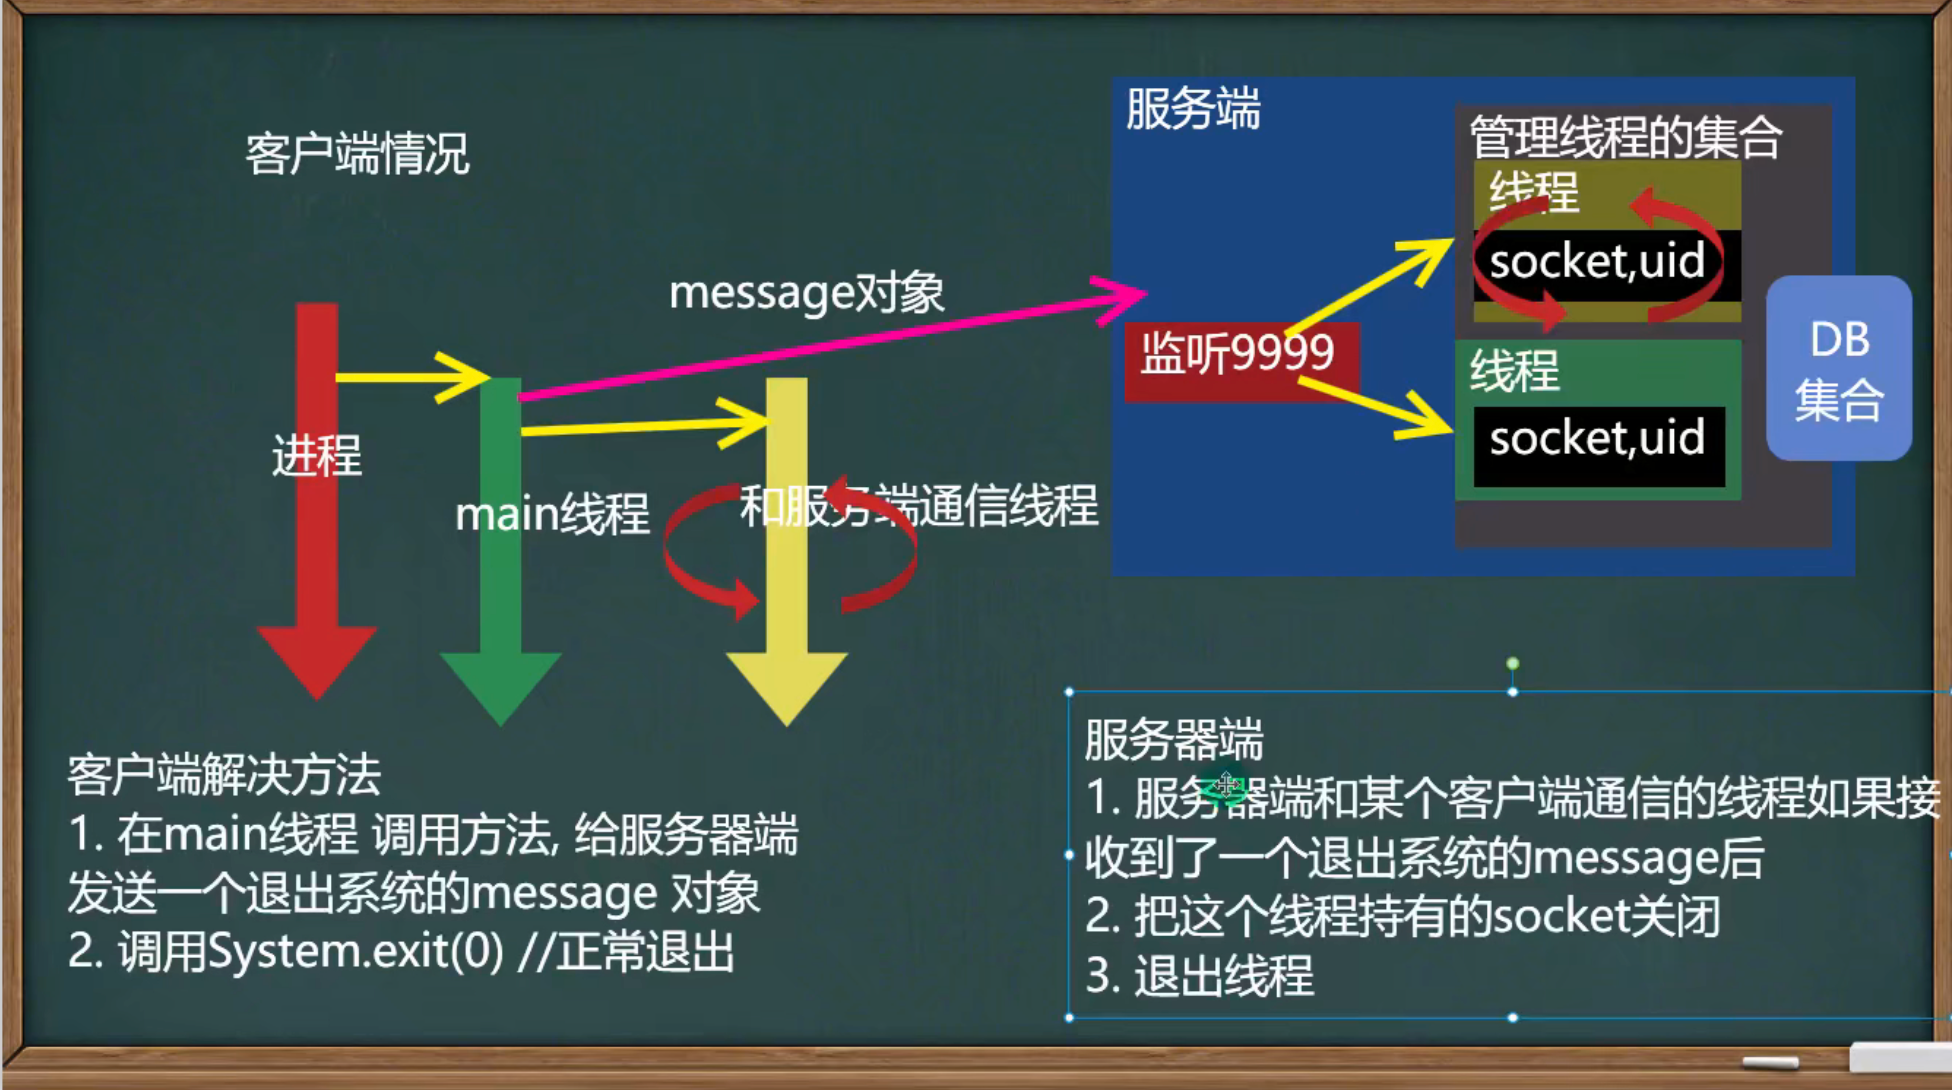 客户端情况
服务端
管理线程的集合
线程
socket,uid
message对象
监听9999
线程
socket,uid
DB
集合
进程
main线程
和服务端通信线程
客户端解决方法
1. 在main线程 调用方法, 给服务器端
发送一个退出系统的message 对象
2. 调用System.exit(0) //正常退出
服务器端
1. 服务器端和某个客户端通信的线程如果接
收到了一个退出系统的message后
2. 把这个线程持有的socket关闭
3. 退出线程